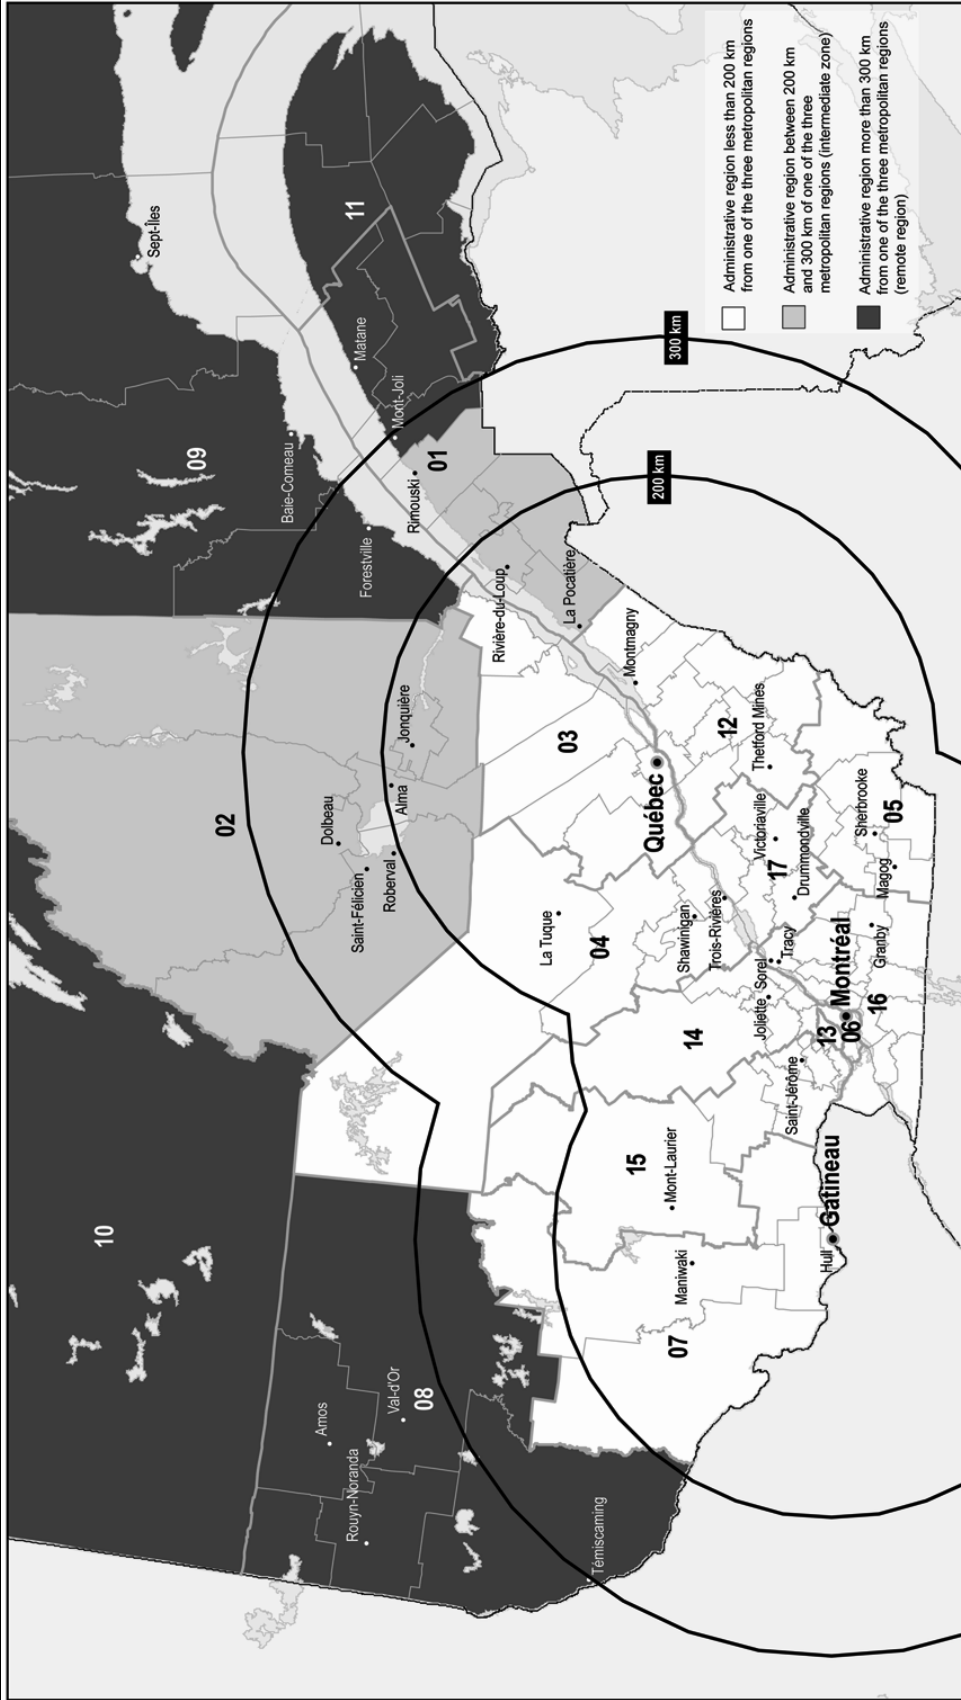 10
09
Sept-Îles
02
Baie-Comeau
11
Amos
Val-d'Or
Rouyn-Noranda
08
Dolbeau
Saint-Félicien
Roberval
Alma
Jonquière
Forestville
Matane
Mont-Joli
Rimouski
01
Témiscaming
La Tuque
04
03
Rivière-du-Loup
La Pocatière
Montmagny
07
Maniwaki
15
Mont-Laurier
14
Shawinigan
Trois-Rivières
Québec
12
200 km
300 km
Hull
Gatineau
Saint-Jérôme
Joliette
Sorel
Tracy
13
06
Montréal
16
Granby
17
Victoriaville
Drummondville
Thetford Mines
Sherbrooke
Magog
05
Administrative region less than 200 km
from one of the three metropolitan regions
Administrative region between 200 km
and 300 km of one of the three
metropolitan regions (intermediate zone)
Administrative region more than 300 km
from one of the three metropolitan regions
(remote region)